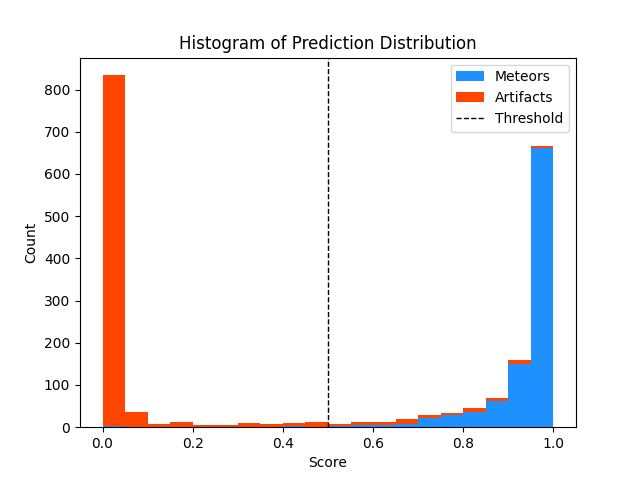 Histogram of Prediction Distribution
Meteors
Artifacts
Threshold
Count
800
700
600
500
400
300
200
100
0
0.0 0.2 0.4 0.6 0.8 1.0
Score